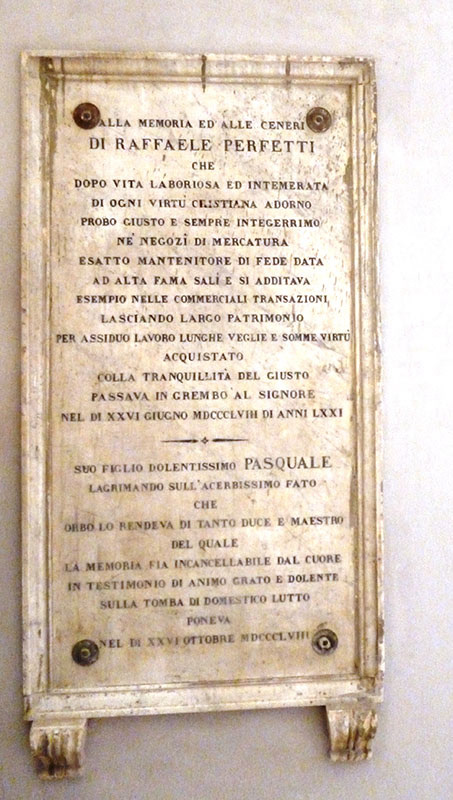 ALLA MEMORIA ED ALLE CENERI
DI RAFFAELE PERFETTI
CHE
DOPO VITA LABORIOSA ED INTEMERATA
DI OGNI VIRTÙ CRISTIANA ADORNO
PROBO GIUSTO E SEMPRE INTEGERRIMO
NE' NEGOZÎ DI MERCATURA
ESATTO MANTENITORE DI FEDE DATA
AD ALTA FAMA SALÌ E SI ADDITAVA
ESEMPIO NELLE COMMERCIALI TRANSAZIONI
LASCIANDO LARGO PATRIMONIO
PER ASSIDUO LAVORO LUNGHE VEGLIE E SOMME VIRTÙ
ACQUISTATO
COLLA TRANQUILLITÀ DEL GIUSTO
PASSAVA IN GREMBO AL SIGNORE
NEL DI XXVI GIUGNO MDCCCLVIII DI ANNI LXXI
SUO FIGLIO DOLENTISSIMO PASQUALE
LAGRIMANDO SULL'ACERBISSIMO FATO
CHE
ORBO LO RENDEVA DI TANTO DUCE E MAESTRO
DEL QUALE
LA MEMORIA FIA INCANCELLABILE DAL CUORE
IN TESTIMONIO DI ANIMO GRATO E DOLENTE
SULLA TOMBA DI DOMESTICO LUTTO
PONEVA
NEL DI XXVI OTTOBRE MDCCCLVIII